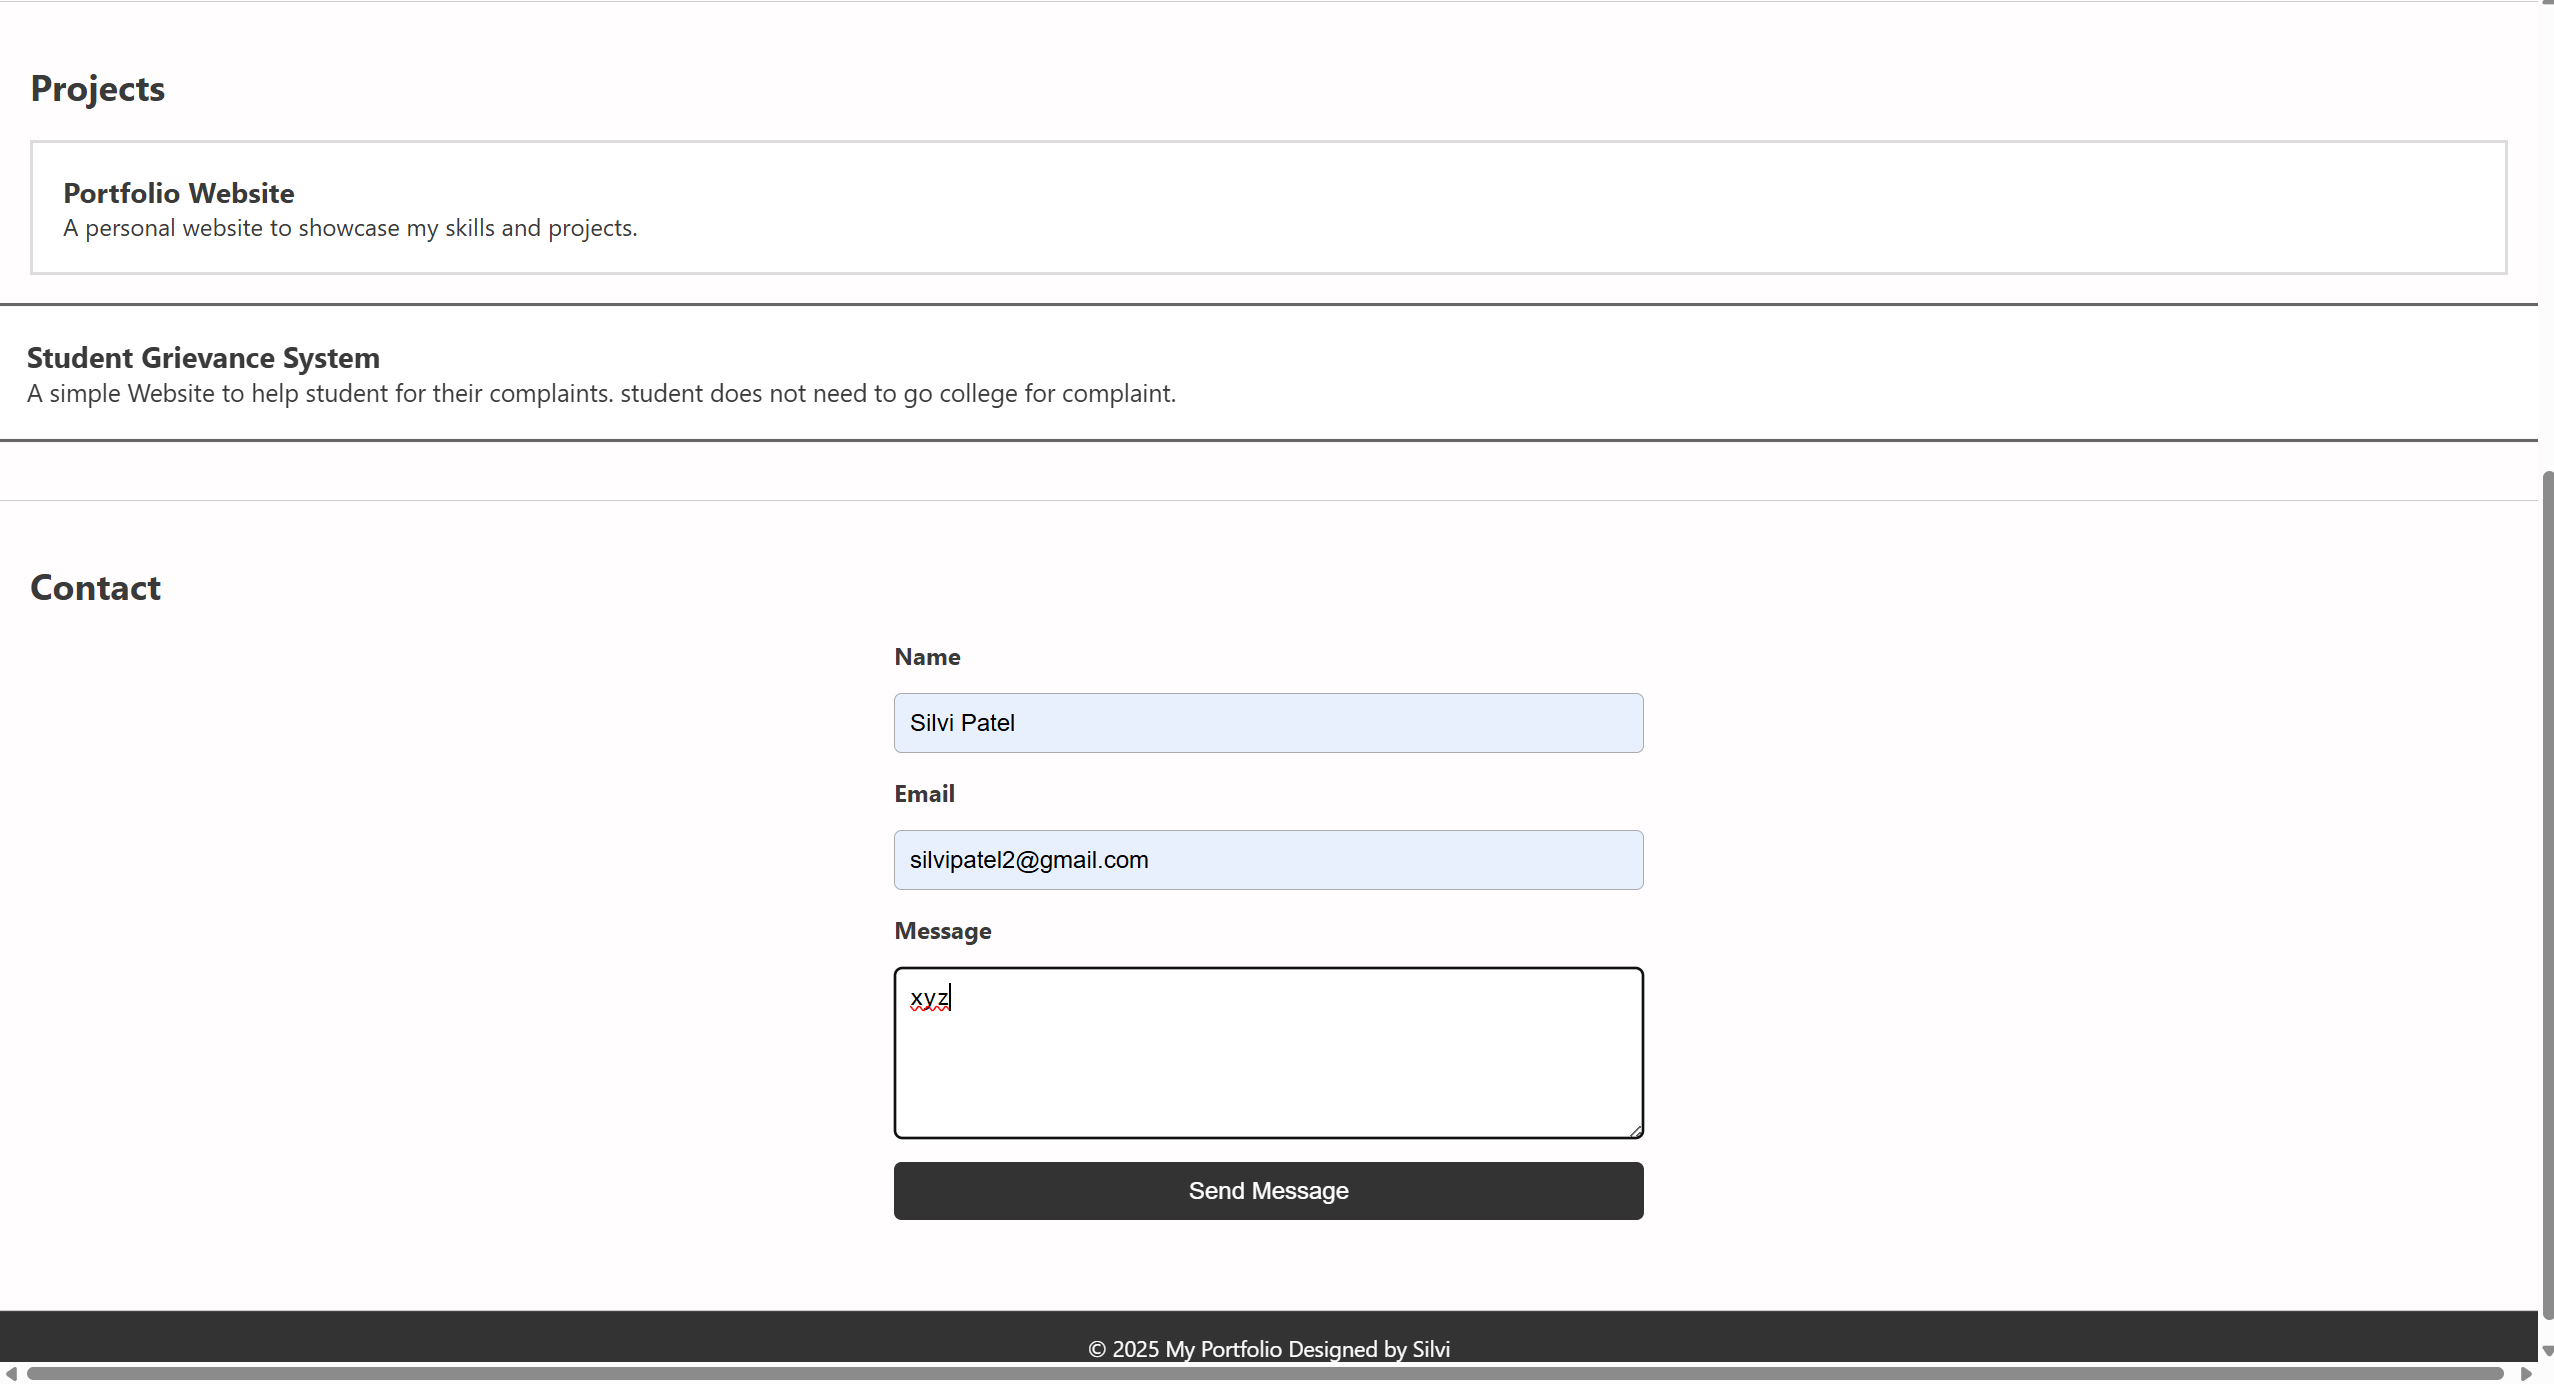 Projects
Portfolio Website
A personal website to showcase my skills and projects.
Student Grievance System
A simple Website to help student for their complaints. student does not need to go college for complaint.
Contact
Name
Silvi Patel
Email
silvipatel2@gmail.com
Message
xyz
Send Message
© 2025 My Portfolio Designed by Silvi